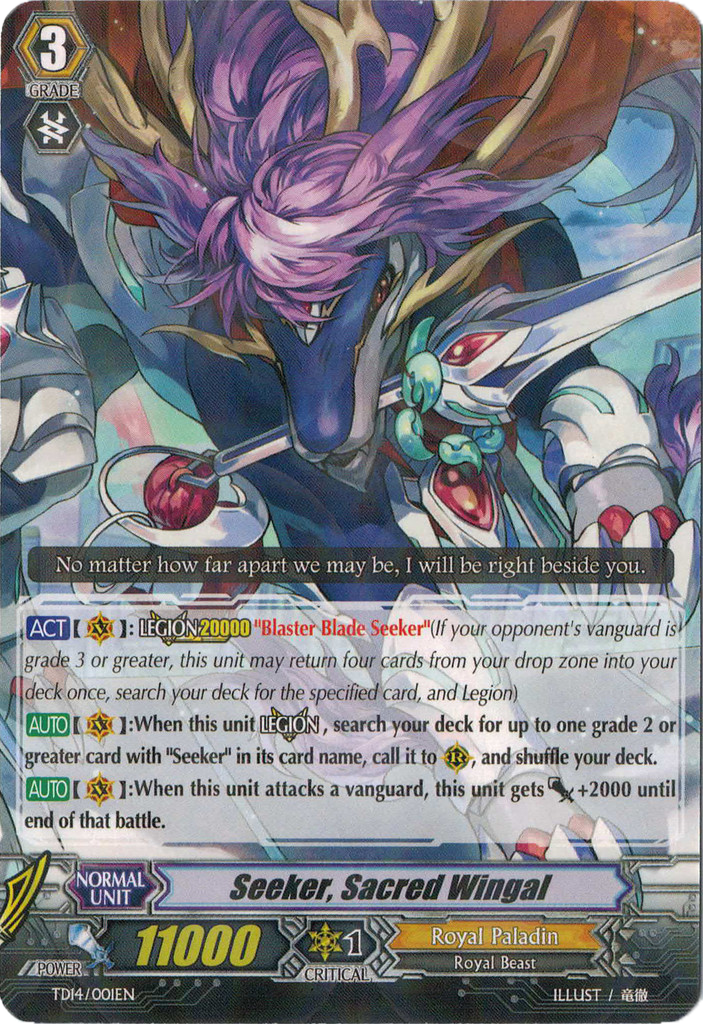 3
GRADE
No matter how far apart we may be, I will be right beside you.
ACT【 V 】: LEGION 20000 "Blaster Blade Seeker"(If your opponent's vanguard is
grade 3 or greater, this unit may return four cards from your drop zone into your
deck once, search your deck for the specified card, and Legion)
AUTO【 V 】:When this unit LEGION, search your deck for up to one grade 2 or
greater card with "Seeker" in its card name, call it to R, and shuffle your deck.
AUTO【 V 】:When this unit attacks a vanguard, this unit gets +2000 until
end of that battle.
NORMAL
UNIT
Seeker, Sacred Wingal
POWER
11000
1
CRITICAL
Royal Paladin
Royal Beast
TD14/001EN
ILLUST / 竜徹